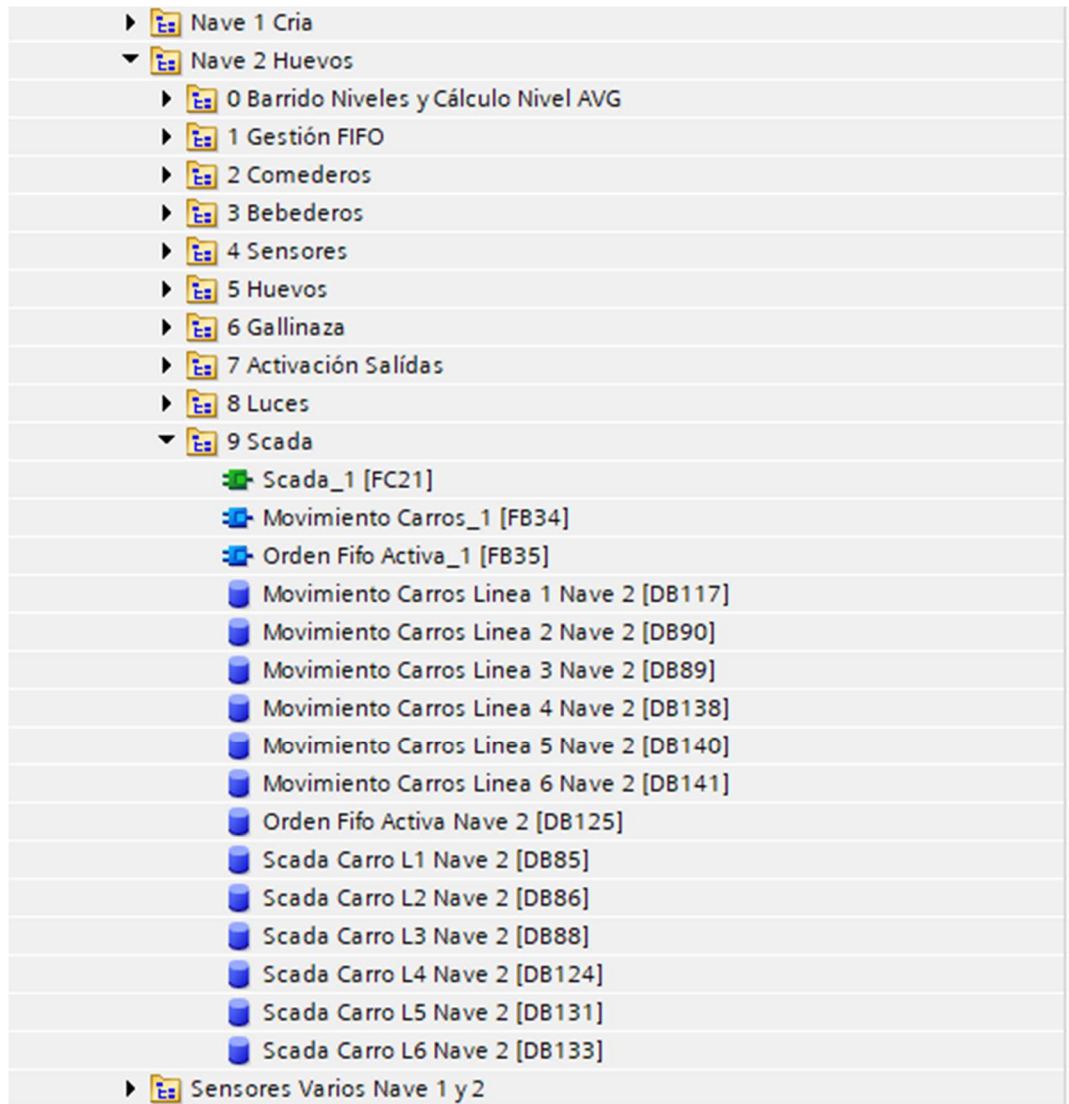 Nave 1 Cria
Nave 2 Huevos
0 Barrido Niveles y Cálculo Nivel AVG
1 Gestión FIFO
2 Comederos
3 Bebederos
4 Sensores
5 Huevos
6 Gallinaza
7 Activación Salídas
8 Luces
9 Scada
Scada_1 [FC21]
Movimiento Carros_1 [FB34]
Orden Fifo Activa_1 [FB35]
Movimiento Carros Linea 1 Nave 2 [DB117]
Movimiento Carros Linea 2 Nave 2 [DB90]
Movimiento Carros Linea 3 Nave 2 [DB89]
Movimiento Carros Linea 4 Nave 2 [DB138]
Movimiento Carros Linea 5 Nave 2 [DB140]
Movimiento Carros Linea 6 Nave 2 [DB141]
Orden Fifo Activa Nave 2 [DB125]
Scada Carro L1 Nave 2 [DB85]
Scada Carro L2 Nave 2 [DB86]
Scada Carro L3 Nave 2 [DB88]
Scada Carro L4 Nave 2 [DB124]
Scada Carro L5 Nave 2 [DB131]
Scada Carro L6 Nave 2 [DB133]
Sensores Varios Nave 1 y 2